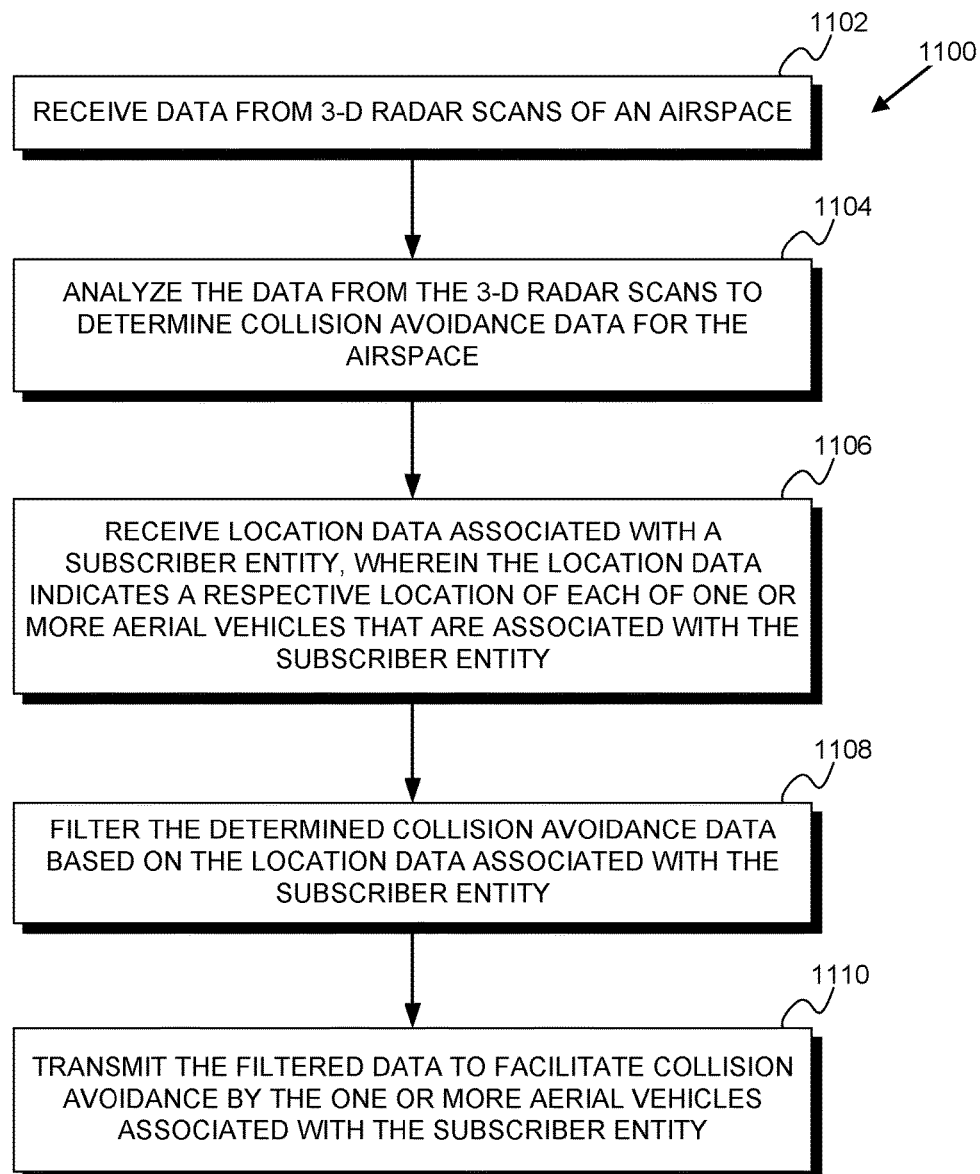 1102
1100
RECEIVE DATA FROM 3-D RADAR SCANS OF AN AIRSPACE
1104
ANALYZE THE DATA FROM THE 3-D RADAR SCANS TO
DETERMINE COLLISION AVOIDANCE DATA FOR THE
AIRSPACE
1106
RECEIVE LOCATION DATA ASSOCIATED WITH A
SUBSCRIBER ENTITY, WHEREIN THE LOCATION DATA
INDICATES A RESPECTIVE LOCATION OF EACH OF ONE OR
MORE AERIAL VEHICLES THAT ARE ASSOCIATED WITH THE
SUBSCRIBER ENTITY
1108
FILTER THE DETERMINED COLLISION AVOIDANCE DATA
BASED ON THE LOCATION DATA ASSOCIATED WITH THE
SUBSCRIBER ENTITY
1110
TRANSMIT THE FILTERED DATA TO FACILITATE COLLISION
AVOIDANCE BY THE ONE OR MORE AERIAL VEHICLES
ASSOCIATED WITH THE SUBSCRIBER ENTITY